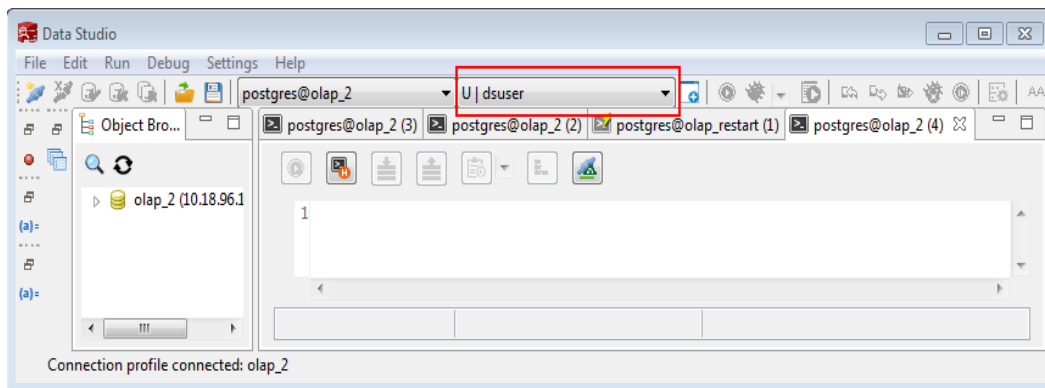 Data Studio
File Edit Run Debug Settings Help
postgres@olap_2 U | dsuser
Object Bro... postgres@olap_2 (3) postgres@olap_2 (2) postgres@olap_restart (1) postgres@olap_2 (4)
olap_2 (10.18.96.1
1
(a)=
(a)=
Connection profile connected: olap_2